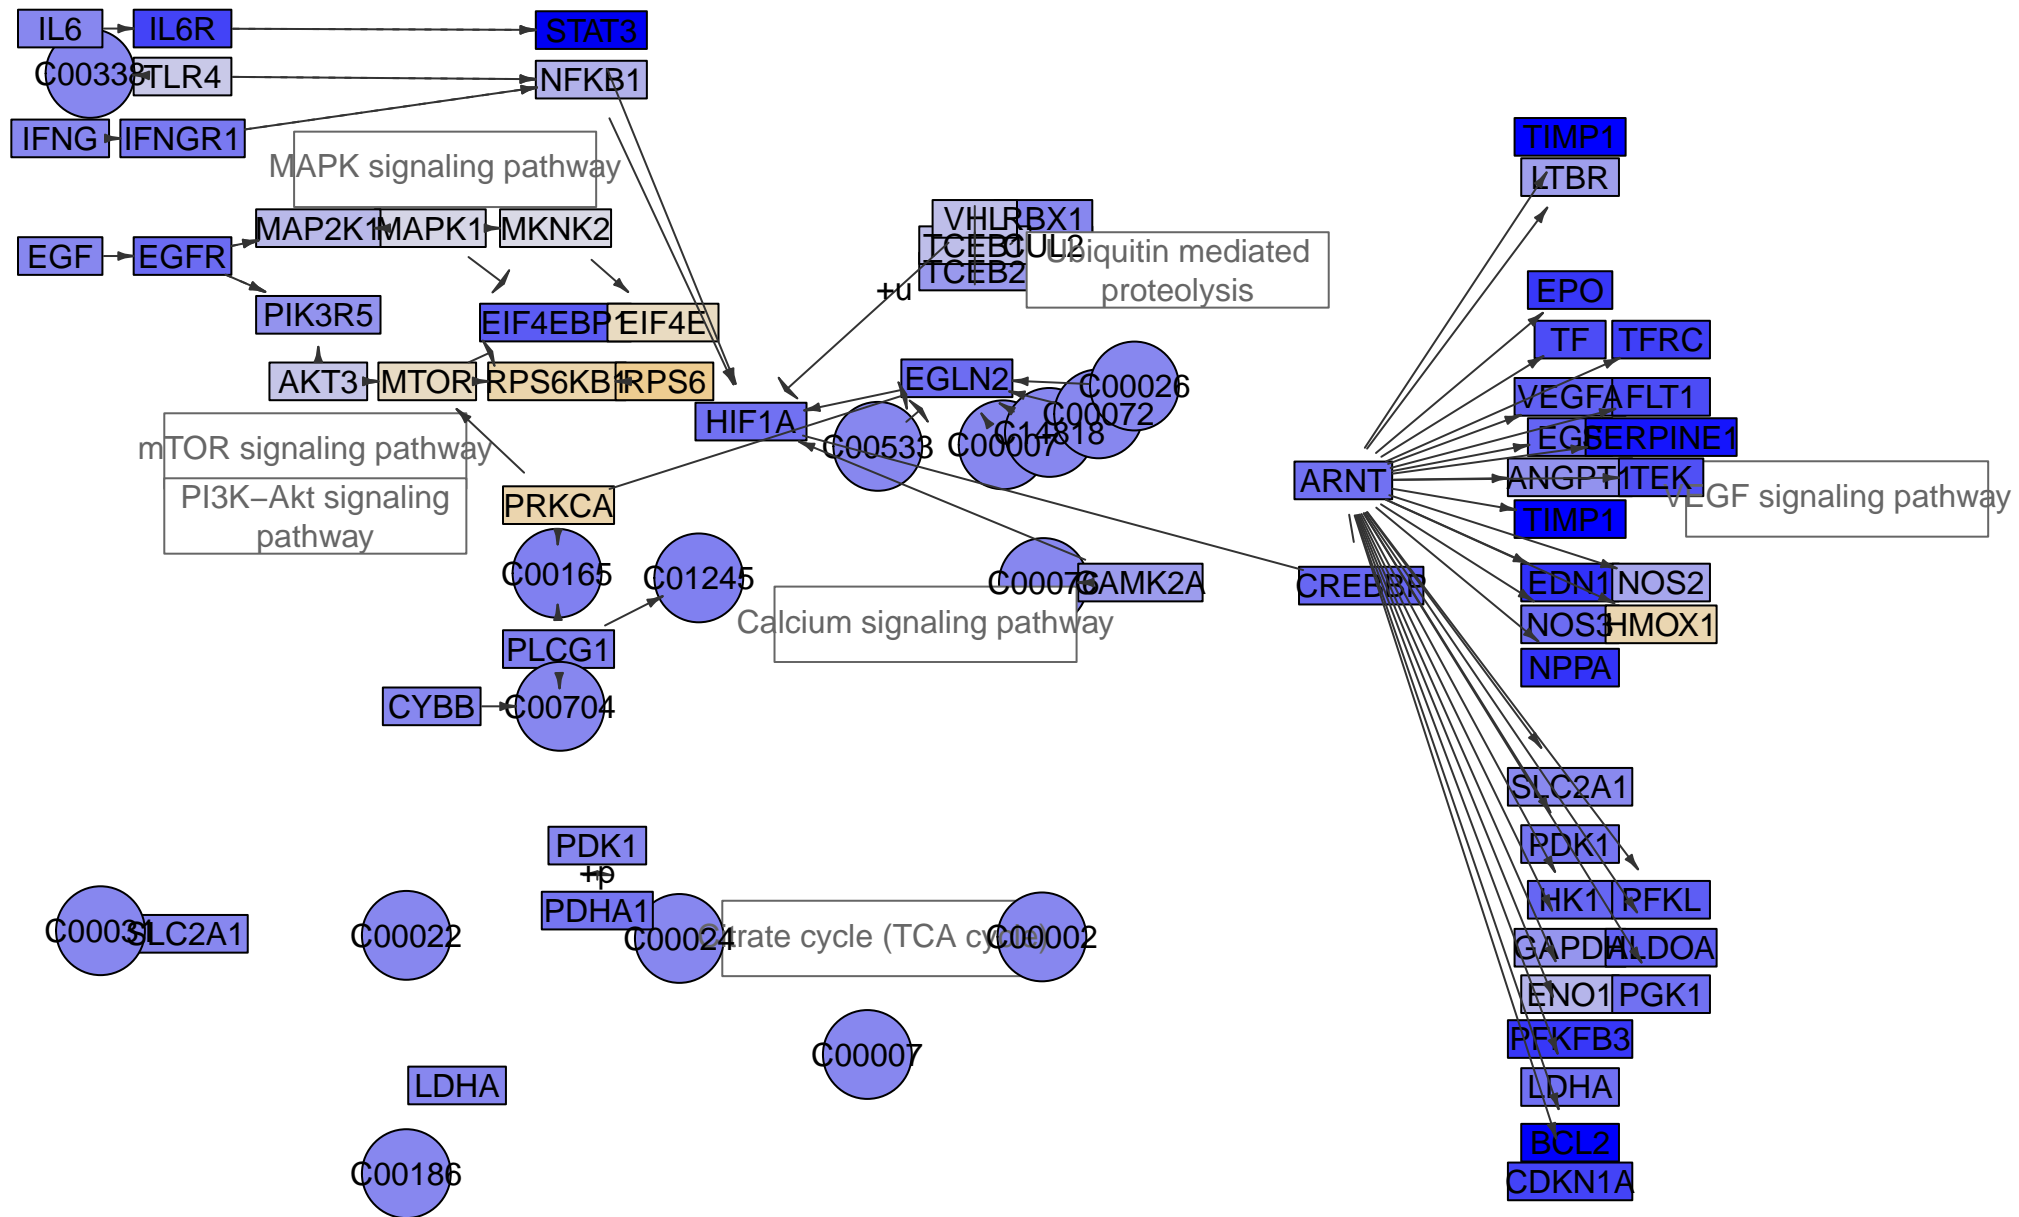 IL6
IL6R
STAT3
C00338
TLR4
NFKB1
IFNG
IFNGR1
MAPK signaling pathway
TIMP1
LTBR
MAP2K1
MAPK1
MKNK2
VHL
RBX1
EGF
EGFR
TCEB1
CUL2
TCEB2
Ubiquitin mediated
proteolysis
+u
EPO
PIK3R5
EIF4EBP1
EIF4E
TF
TFRC
AKT3
MTOR
RPS6KB1
RPS6
EGLN2
C00026
VEGFA
FLT1
HIF1A
C00533
C00007
C14818
C00072
EGF
SERPINE1
mTOR signaling pathway
PI3K−Akt signaling
pathway
ARNT
ANGPT1
TEK
VEGF signaling pathway
PRKCA
TIMP1
C00165
C01245
C00076
CAMK2A
CREBBP
EDN1
NOS2
Calcium signaling pathway
NOS3
HMOX1
PLCG1
NPPA
CYBB
C00704
SLC2A1
PDK1
PDK1
+p
HK1
PFKL
PDHA1
C00031
SLC2A1
C00022
C00024
Citrate cycle (TCA cycle)
C00002
GAPDH
ALDOA
ENO1
PGK1
PFKFB3
C00007
LDHA
LDHA
BCL2
C00186
CDKN1A